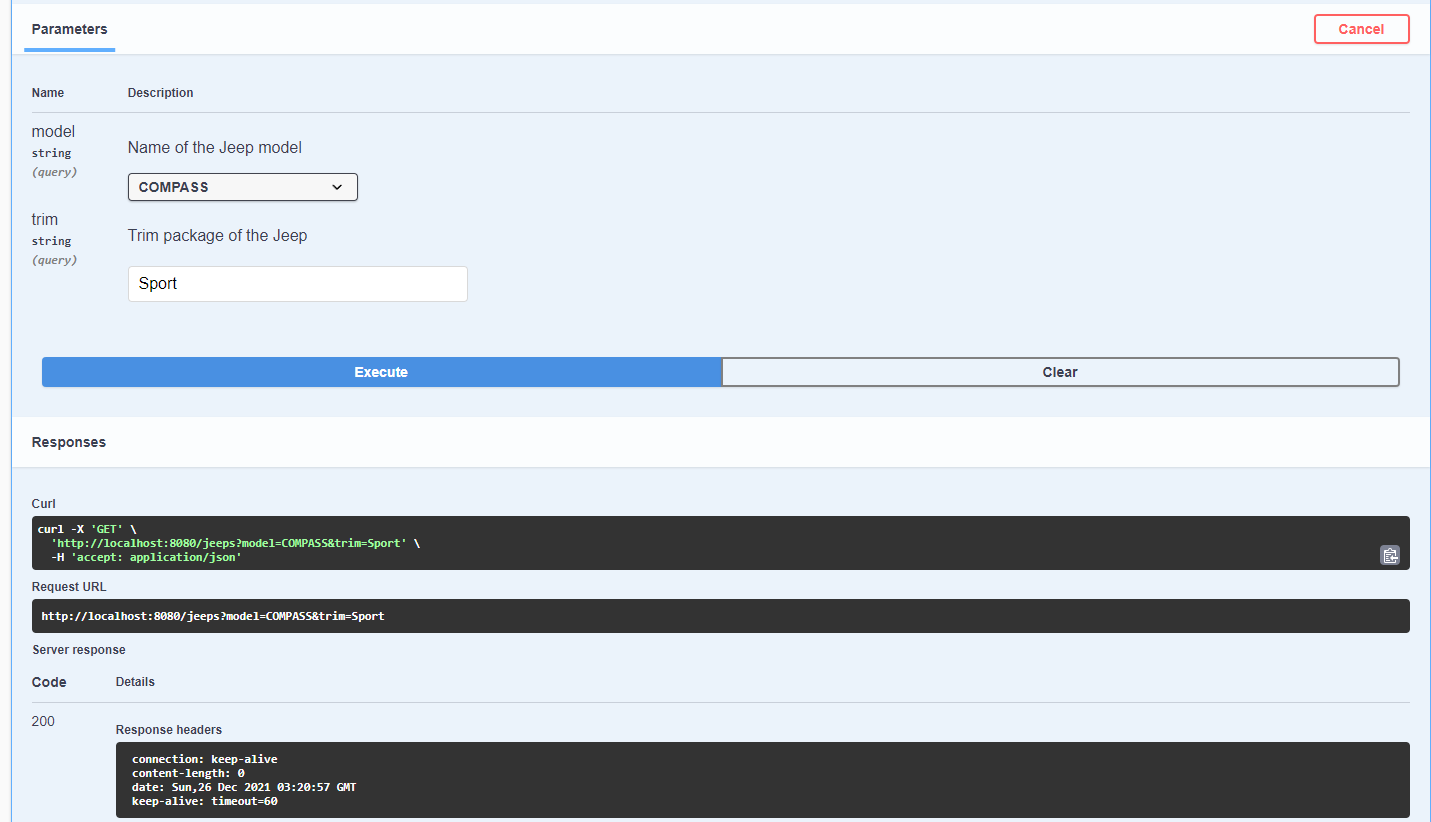 Parameters
Cancel
Name Description
model
string
(query)
Name of the Jeep model
COMPASS
trim
string
(query)
Trim package of the Jeep
Sport
Execute
Clear
Responses
Curl
curl -X 'GET' \
'http://localhost:8080/jeeps?model=COMPASS&trim=Sport' \
-H 'accept: application/json'
Request URL
http://localhost:8080/jeeps?model=COMPASS&trim=Sport
Server response
Code Details
200
Response headers
connection: keep-alive
content-length: 0
date: Sun,26 Dec 2021 03:20:57 GMT
keep-alive: timeout=60